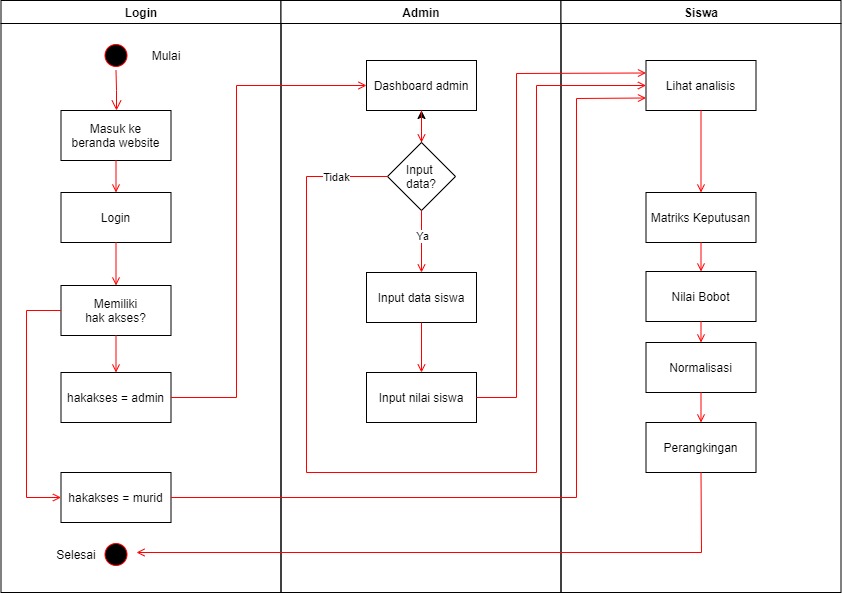 Login
Admin
Siswa
Mulai
Masuk ke
beranda website
Login
Memiliki
hak akses?
hakakses = admin
hakakses = murid
Selesai
Dashboard admin
Input
data?
Tidak
Ya
Input data siswa
Input nilai siswa
Lihat analisis
Matriks Keputusan
Nilai Bobot
Normalisasi
Perangkingan